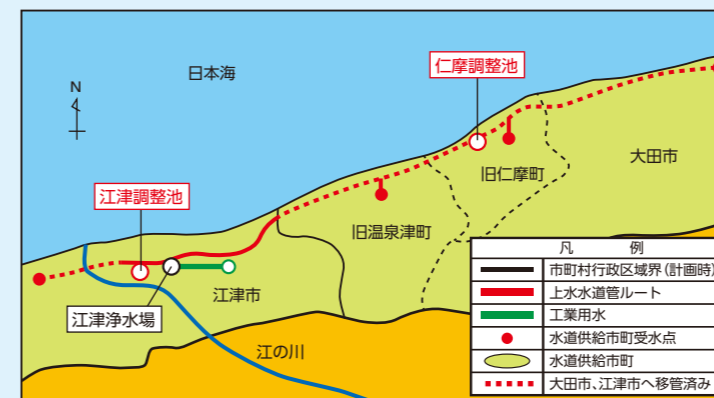 日本海
N
仁摩調整池
大田市
旧仁摩町
江津調整池
旧温泉津町
江津市
江津浄水場
江の川
凡 例
市町村行政区域界(計画時)
上水水道管ルート
工業用水
水道供給市町受水点
水道供給市町
大田市、江津市へ移管済み